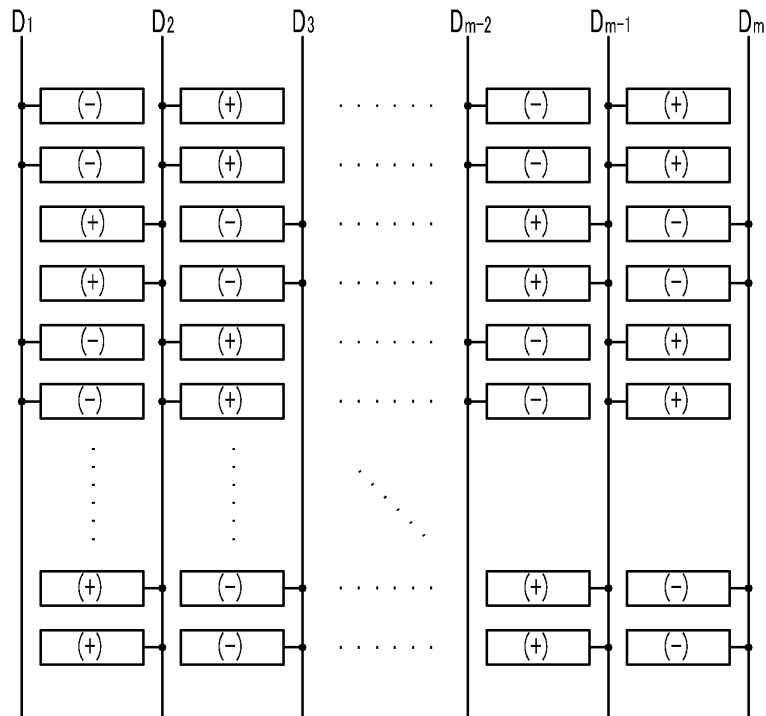 D1 D2 D3 Dm-2 Dm-1 Dm
(-) (+) . . . . . . (-) (+)
(-) (+) . . . . . . (-) (+)
(+) (-) . . . . . . (+) (-)
(+) (-) . . . . . . (+) (-)
(-) (+) . . . . . . (-) (+)
(-) (+) . . . . . . (-) (+)
(+) (-) . . . . . . (+) (-)
(+) (-) . . . . . . (+) (-)